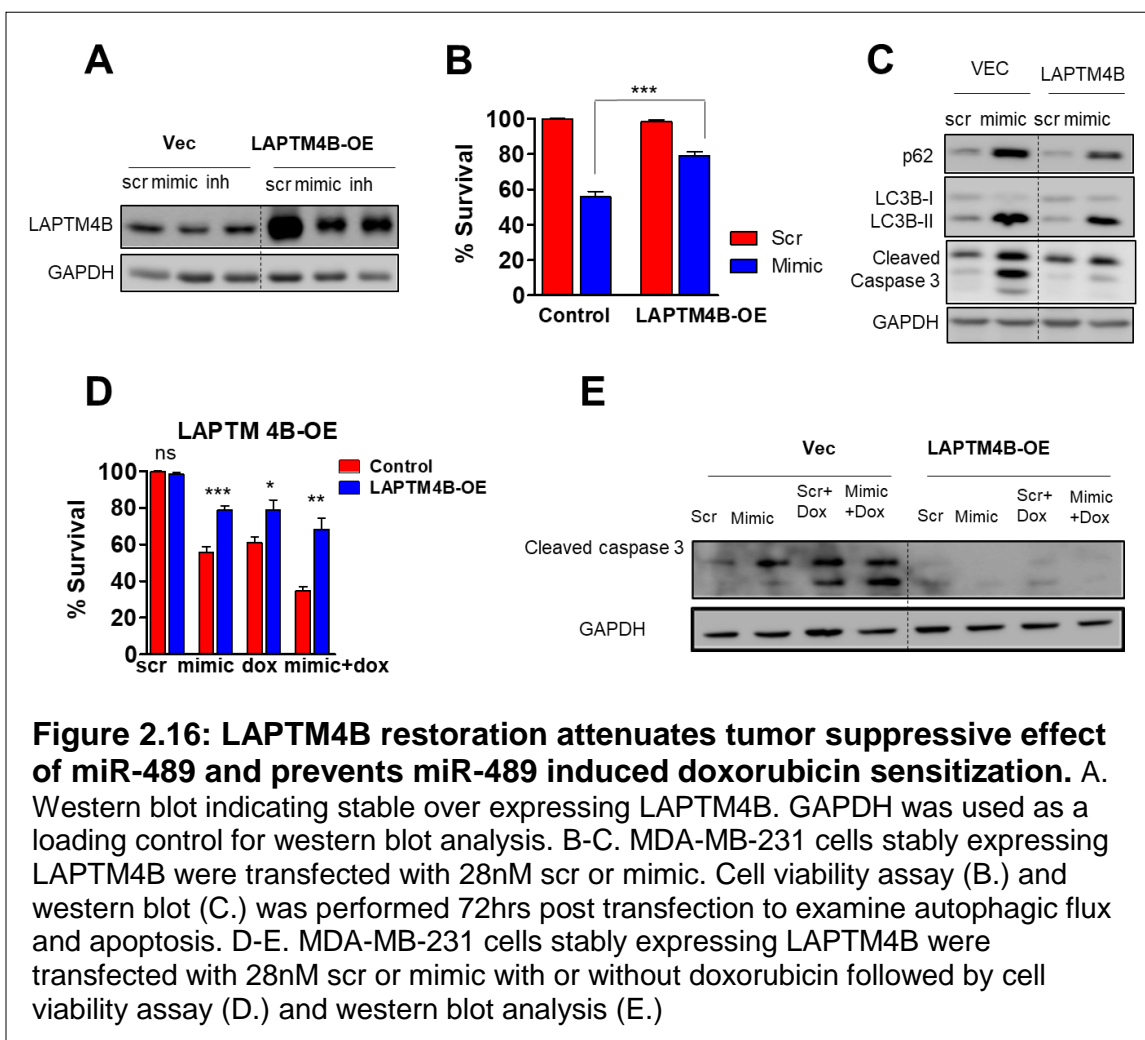 A
Vec LAPTM4B-OE
scr mimic inh scr mimic inh
LAPTM4B
GAPDH
B
***
100
80
60
40
20
0
% Survival
Scr
Mimic
Control LAPTM4B-OE
C
VEC LAPTM4B
scr mimic scr mimic
p62
LC3B-I
LC3B-II
Cleaved
Caspase 3
GAPDH
D
LAPTM 4B-OE
ns
*** * **
Control
LAPTM4B-OE
100
80
60
40
20
0
% Survival
scr mimic dox mimic+dox
E
Vec LAPTM4B-OE
Scr Mimic Scr+ Dox Mimic +Dox Scr Mimic Scr+ Dox Mimic +Dox
Cleaved caspase 3
GAPDH
Figure 2.16: LAPTM4B restoration attenuates tumor suppressive effect
of miR-489 and prevents miR-489 induced doxorubicin sensitization. A.
Western blot indicating stable over expressing LAPTM4B. GAPDH was used as a
loading control for western blot analysis. B-C. MDA-MB-231 cells stably expressing
LAPTM4B were transfected with 28nM scr or mimic. Cell viability assay (B.) and
western blot (C.) was performed 72hrs post transfection to examine autophagic flux
and apoptosis. D-E. MDA-MB-231 cells stably expressing LAPTM4B were
transfected with 28nM scr or mimic with or without doxorubicin followed by cell
viability assay (D.) and western blot analysis (E.)